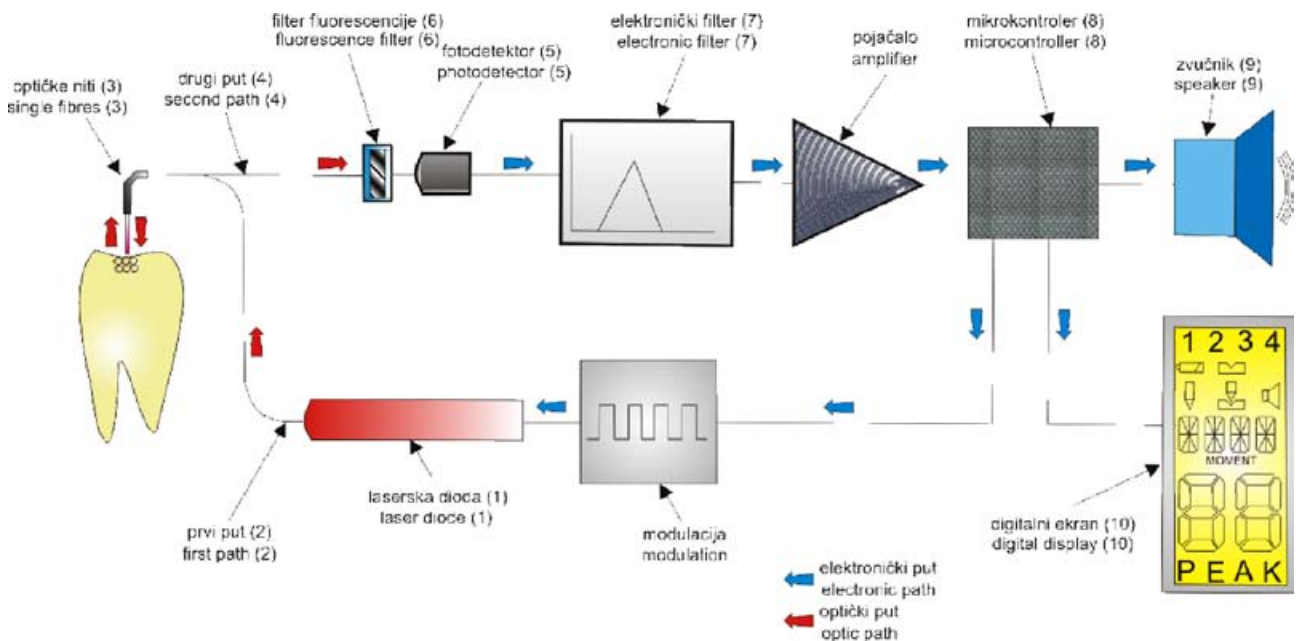 filter fluorescencije (6)
fluorescence filter (6)
elektronički filter (7)
electronic filter (7)
mikrokontroler (8)
microcontroller (8)
fotodetektor (5)
photodetector (5)
pojačalo
amplifier
zvučnik (9)
speaker (9)
optičke niti (3)
single fibres (3)
drugi put (4)
second path (4)
1 2 3 4
MOMENT
PEAK
laserska dioda (1)
laser diode (1)
prvi put (2)
first path (2)
modulacija
modulation
digitalni ekran (10)
digital display (10)
elektronički put
electronic path
optički put
optic path